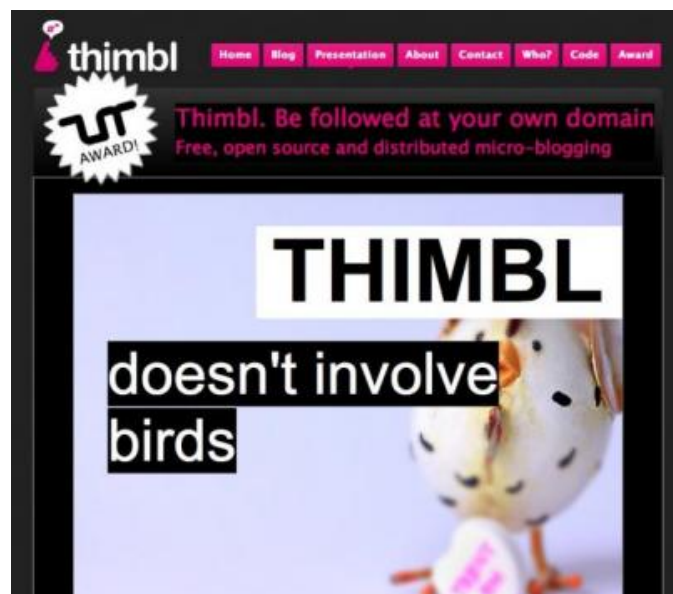 thimbl
Home Blog Presentation About Contact Who? Code Award
AWARD!
Thimbl. Be followed at your own domain
Free, open source and distributed micro-blogging
THIMBL
doesn't involve
birds